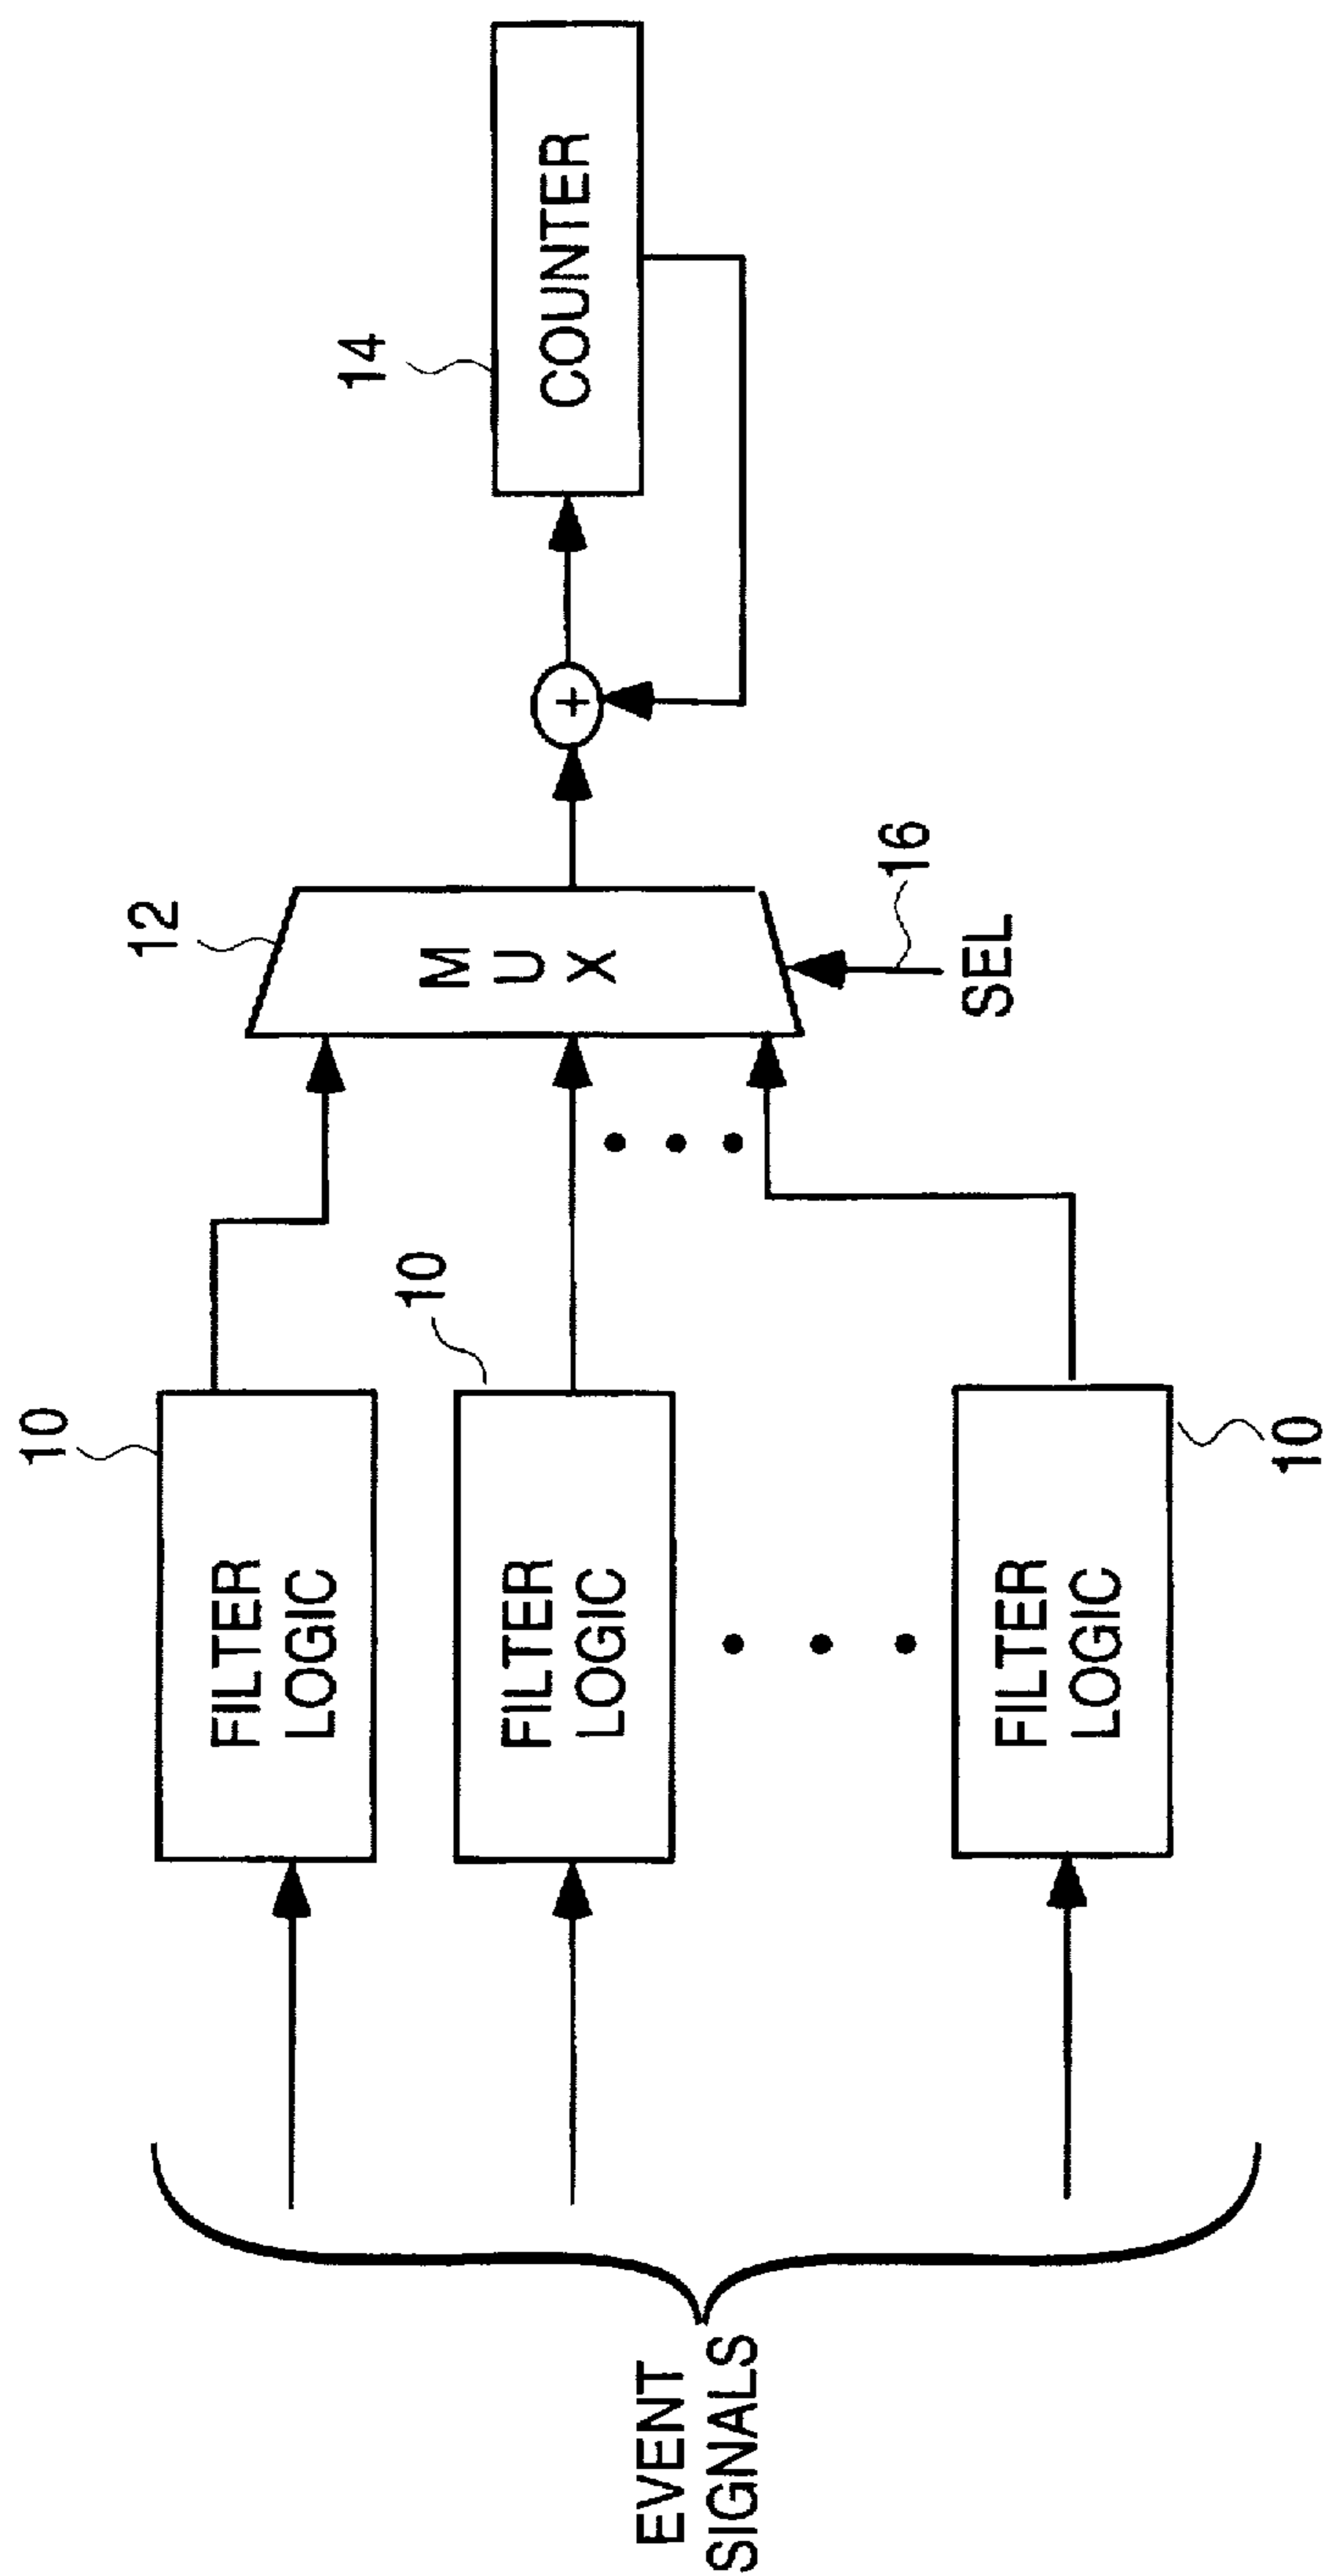 EVENT
SIGNALS
10
FILTER
LOGIC
10
FILTER
LOGIC
FILTER
LOGIC
10
12
M
U
X
SEL
16
+
14
COUNTER